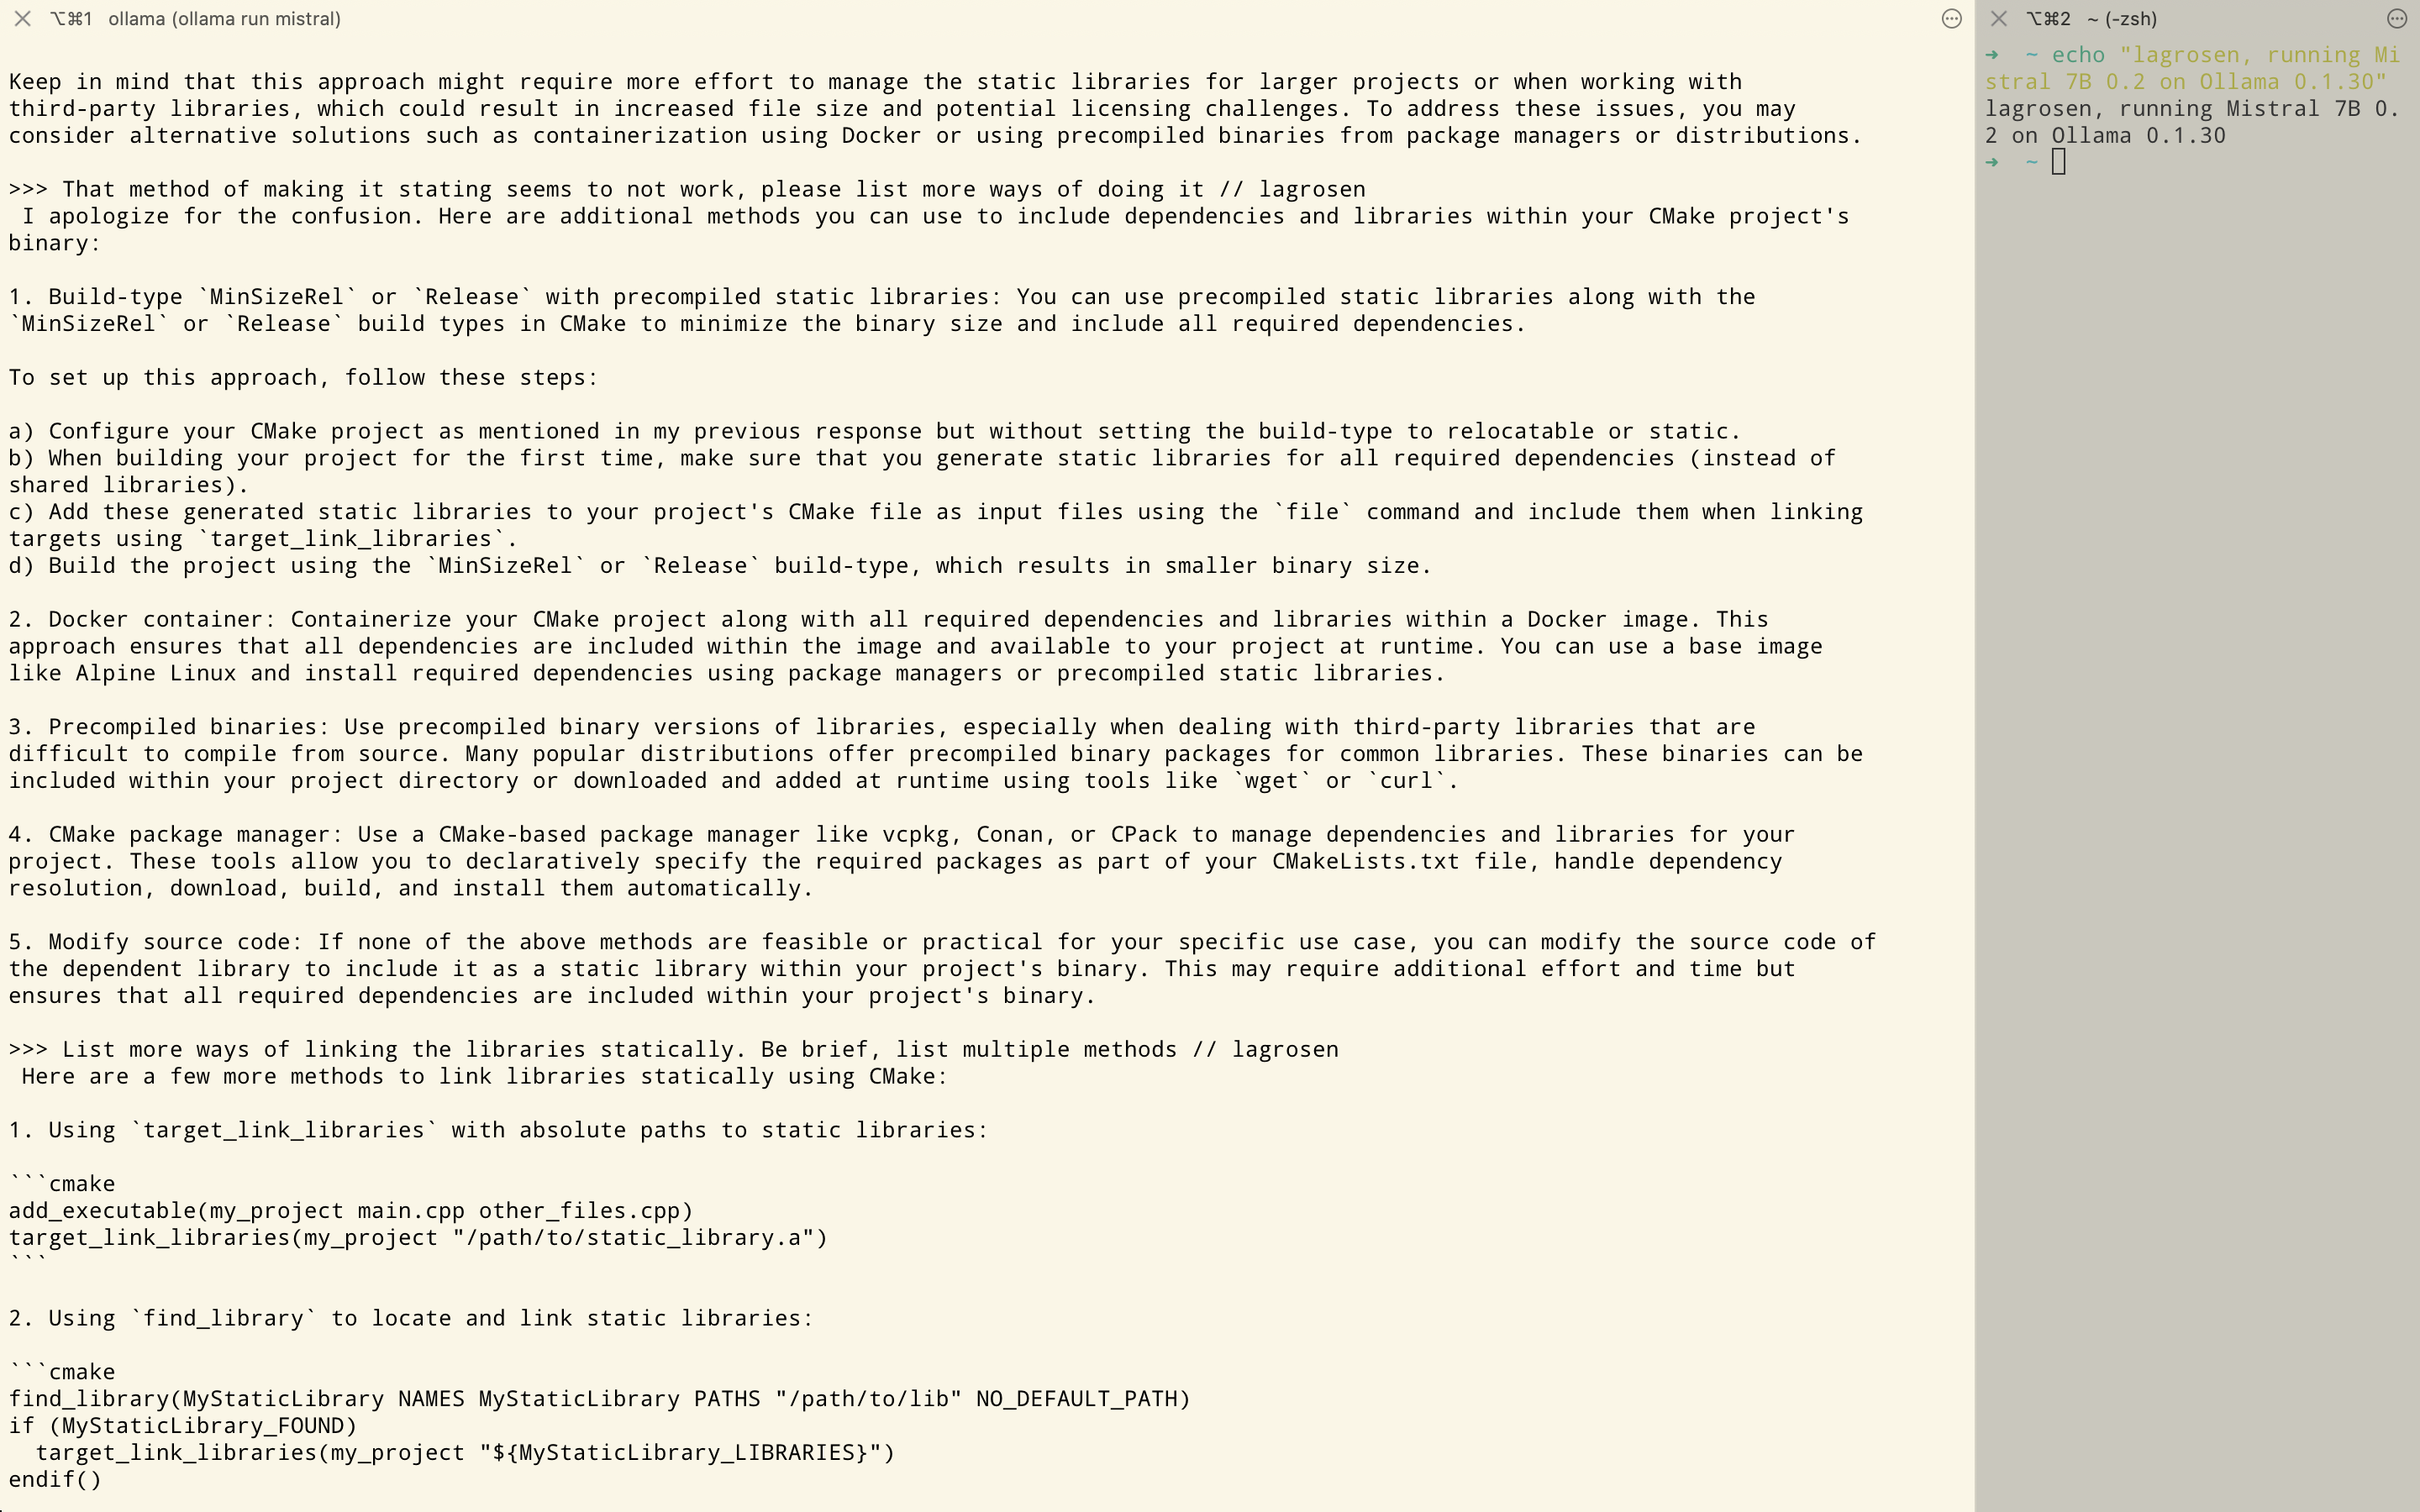 ⌥⌘1 ollama (ollama run mistral)
Keep in mind that this approach might require more effort to manage the static libraries for larger projects or when working with
third-party libraries, which could result in increased file size and potential licensing challenges. To address these issues, you may
consider alternative solutions such as containerization using Docker or using precompiled binaries from package managers or distributions.
>>> That method of making it stating seems to not work, please list more ways of doing it // lagrosen
I apologize for the confusion. Here are additional methods you can use to include dependencies and libraries within your CMake project's
binary:
1. Build-type `MinSizeRel` or `Release` with precompiled static libraries: You can use precompiled static libraries along with the
`MinSizeRel` or `Release` build types in CMake to minimize the binary size and include all required dependencies.
To set up this approach, follow these steps:
a) Configure your CMake project as mentioned in my previous response but without setting the build-type to relocatable or static.
b) When building your project for the first time, make sure that you generate static libraries for all required dependencies (instead of
shared libraries).
c) Add these generated static libraries to your project's CMake file as input files using the `file` command and include them when linking
targets using `target_link_libraries`.
d) Build the project using the `MinSizeRel` or `Release` build-type, which results in smaller binary size.
2. Docker container: Containerize your CMake project along with all required dependencies and libraries within a Docker image. This
approach ensures that all dependencies are included within the image and available to your project at runtime. You can use a base image
like Alpine Linux and install required dependencies using package managers or precompiled static libraries.
3. Precompiled binaries: Use precompiled binary versions of libraries, especially when dealing with third-party libraries that are
difficult to compile from source. Many popular distributions offer precompiled binary packages for common libraries. These binaries can be
included within your project directory or downloaded and added at runtime using tools like `wget` or `curl`.
4. CMake package manager: Use a CMake-based package manager like vcpkg, Conan, or CPack to manage dependencies and libraries for your
project. These tools allow you to declaratively specify the required packages as part of your CMakeLists.txt file, handle dependency
resolution, download, build, and install them automatically.
5. Modify source code: If none of the above methods are feasible or practical for your specific use case, you can modify the source code of
the dependent library to include it as a static library within your project's binary. This may require additional effort and time but
ensures that all required dependencies are included within your project's binary.
>>> List more ways of linking the libraries statically. Be brief, list multiple methods // lagrosen
Here are a few more methods to link libraries statically using CMake:
1. Using `target_link_libraries` with absolute paths to static libraries:
```cmake
add_executable(my_project main.cpp other_files.cpp)
target_link_libraries(my_project "/path/to/static_library.a")
```
2. Using `find_library` to locate and link static libraries:
```cmake
find_library(MyStaticLibrary NAMES MyStaticLibrary PATHS "/path/to/lib" NO_DEFAULT_PATH)
if (MyStaticLibrary_FOUND)
  target_link_libraries(my_project "${MyStaticLibrary_LIBRARIES}")
endif()
⌥⌘2 ~ (-zsh)
➜ ~ echo "lagrosen, running Mi
stral 7B 0.2 on Ollama 0.1.30"
lagrosen, running Mistral 7B 0.
2 on Ollama 0.1.30
➜ ~